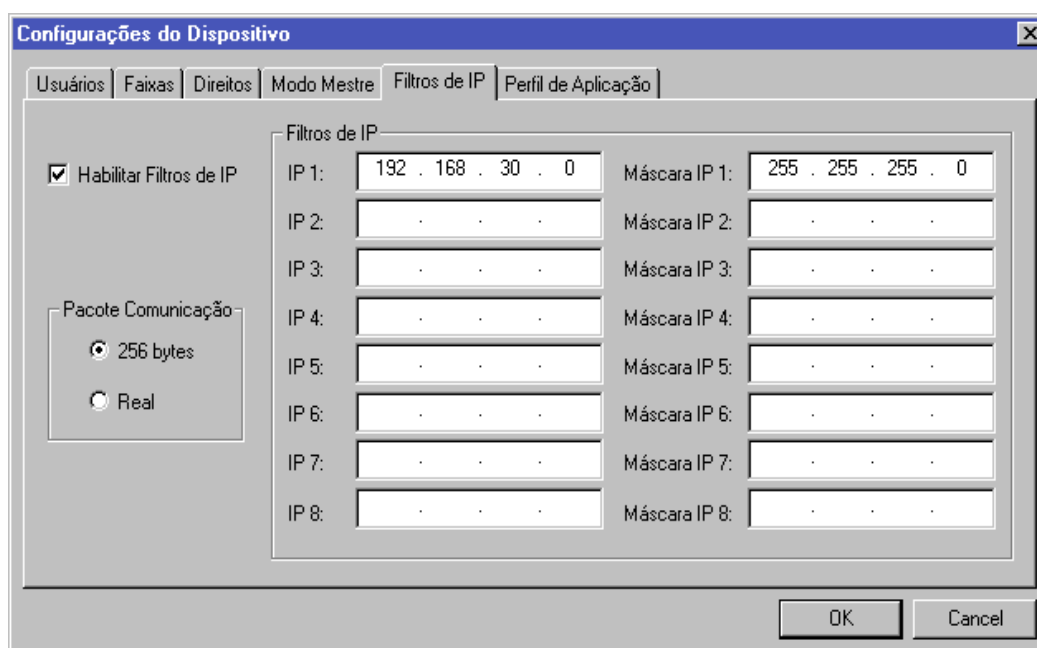 Configurações do Dispositivo
Usuários Faixas Direitos Modo Mestre Filtros de IP Perfil de Aplicação
Filtros de IP
Habilitar Filtros de IP
IP 1: 192 . 168 . 30 . 0 Máscara IP 1: 255 . 255 . 255 . 0
IP 2: . . . Máscara IP 2: . . .
IP 3: . . . Máscara IP 3: . . .
Pacote Comunicação
IP 4: . . . Máscara IP 4: . . .
256 bytes
IP 5: . . . Máscara IP 5: . . .
Real
IP 6: . . . Máscara IP 6: . . .
IP 7: . . . Máscara IP 7: . . .
IP 8: . . . Máscara IP 8: . . .
OK Cancel